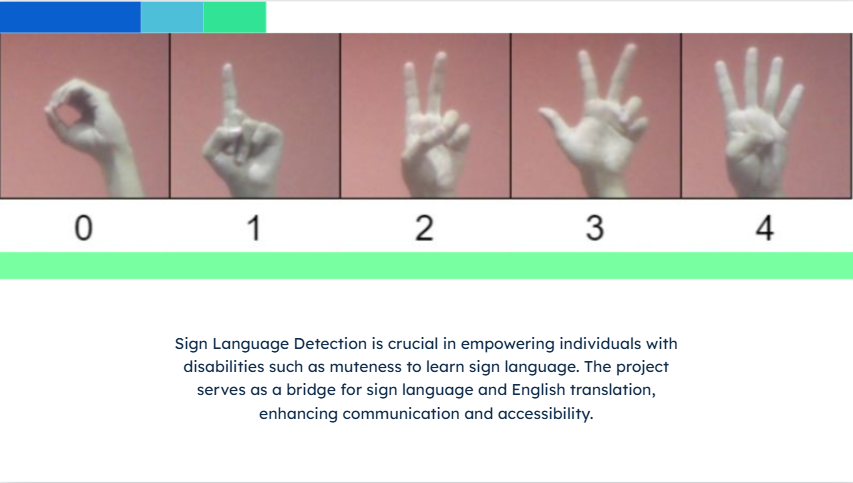 0 1 2 3 4
Sign Language Detection is crucial in empowering individuals with
disabilities such as muteness to learn sign language. The project
serves as a bridge for sign language and English translation,
enhancing communication and accessibility.